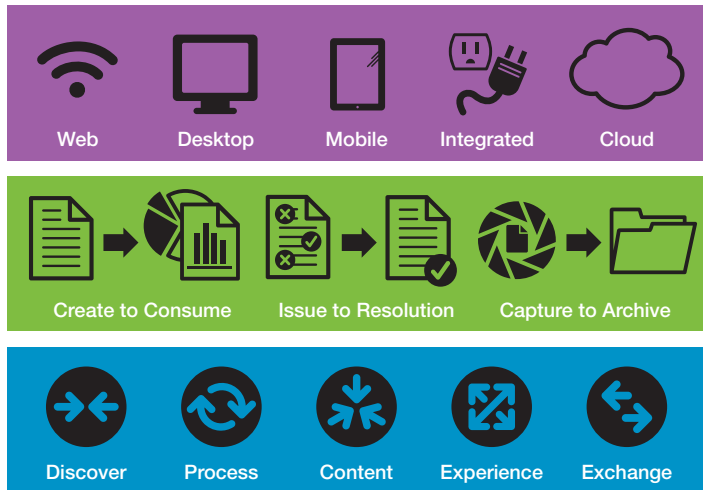 Web Desktop Mobile Integrated Cloud
Create to Consume Issue to Resolution Capture to Archive
Discover Process Content Experience Exchange